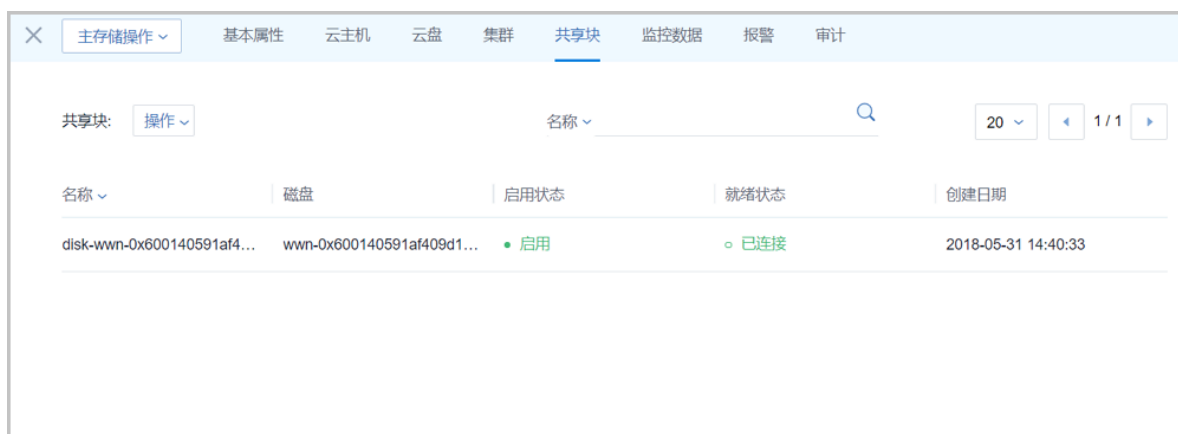 主存储操作 基本属性 云主机 云盘 集群 共享块 监控数据 报警 审计
共享块: 操作 名称 20 1 / 1
名称 磁盘 启用状态 就绪状态 创建日期
disk-wwn-0x600140591af4... wwn-0x600140591af409d1... 启用 已连接 2018-05-31 14:40:33